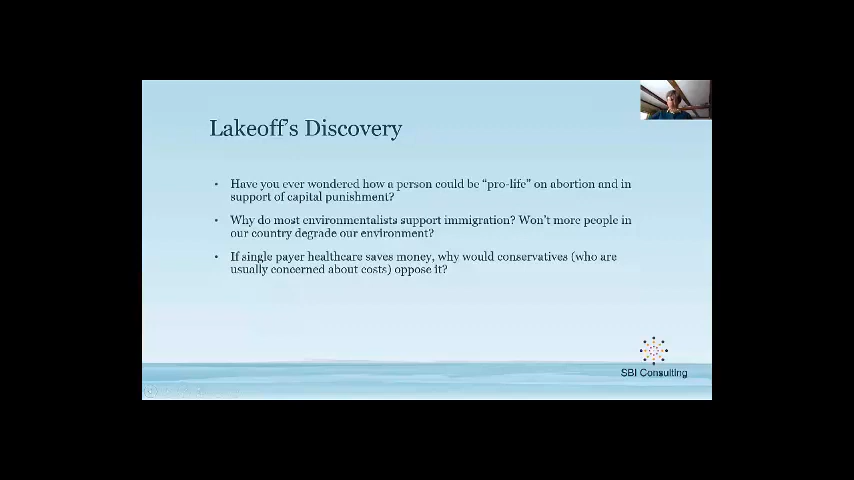 Lakeoff's Discovery
• Have you ever wondered how a person could be “pro-life” on abortion and in
support of capital punishment?
• Why do most environmentalists support immigration? Won't more people in
our country degrade our environment?
• If single payer healthcare saves money, why would conservatives (who are
usually concerned about costs) oppose it?
SBI Consulting